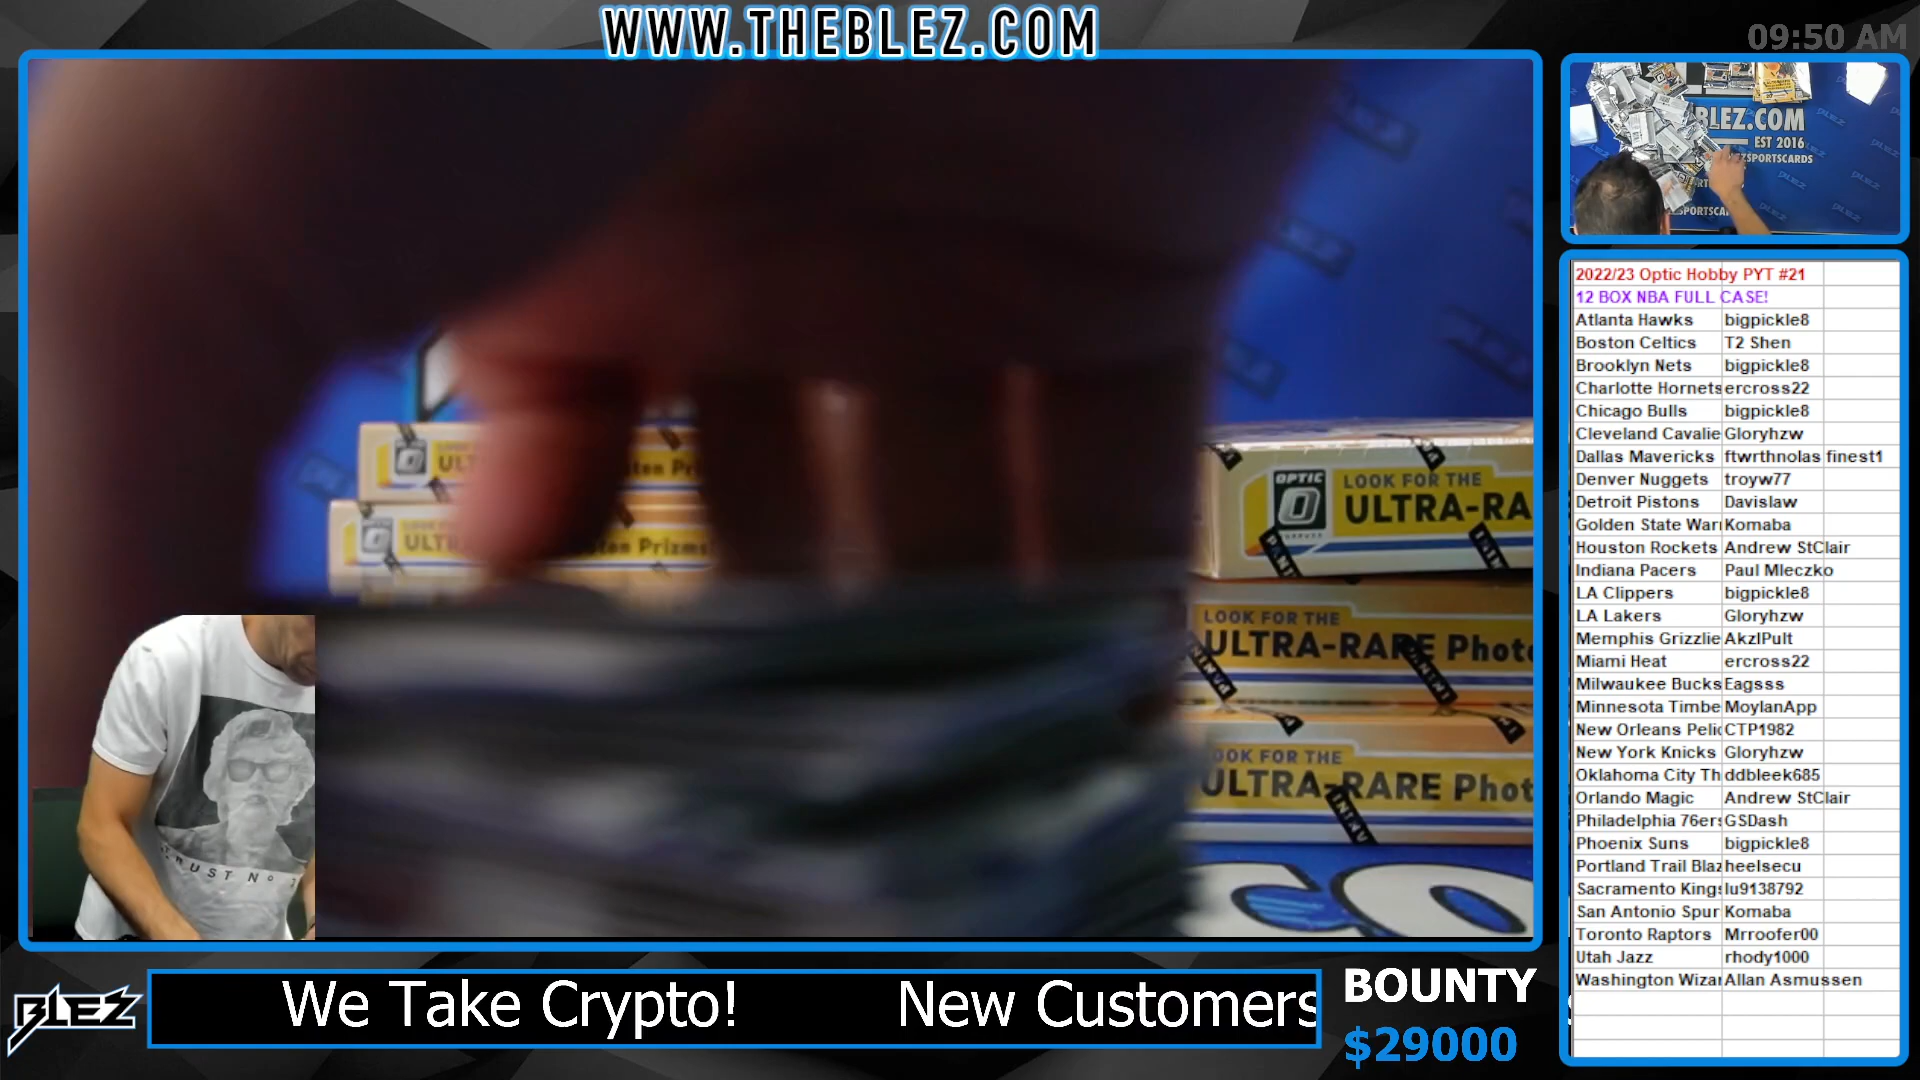 WWW.THEBLEZ.COM
09:50 AM
BLEZ.COM
EST 2016
2022/23 Optic Hobby PYT #21
12 BOX NBA FULL CASE!
Atlanta Hawks bigpickle8
Boston Celtics T2 Shen
Brooklyn Nets bigpickle8
Charlotte Hornets ercross22
Chicago Bulls bigpickle8
Cleveland Cavalie Gloryhzw
Dallas Mavericks ftwrthnolas finest1
Denver Nuggets troyw77
Detroit Pistons Davislaw
Golden State Warr Komaba
Houston Rockets Andrew StClair
Indiana Pacers Paul Mleczko
LA Clippers bigpickle8
LA Lakers Gloryhzw
Memphis Grizzlie AkzlPult
Miami Heat ercross22
Milwaukee Bucks Eagsss
Minnesota Timbe MoylanApp
New Orleans Pelic CTP1982
New York Knicks Gloryhzw
Oklahoma City Th ddbleek685
Orlando Magic Andrew StClair
Philadelphia 76ers GSDash
Phoenix Suns bigpickle8
Portland Trail Blaz heelsecu
Sacramento Kings lu9138792
San Antonio Spur Komaba
Toronto Raptors Mrroofer00
Utah Jazz rhody1000
Washington Wizar Allan Asmussen
OPTIC
LOOK FOR THE
ULTRA-RA
LOOK FOR THE
ULTRA-RARE Phot
PANINI
OOK FOR THE
ULTRA-RARE Phot
PANINI
BLEZ
We Take Crypto! New Customers
BOUNTY
$29000